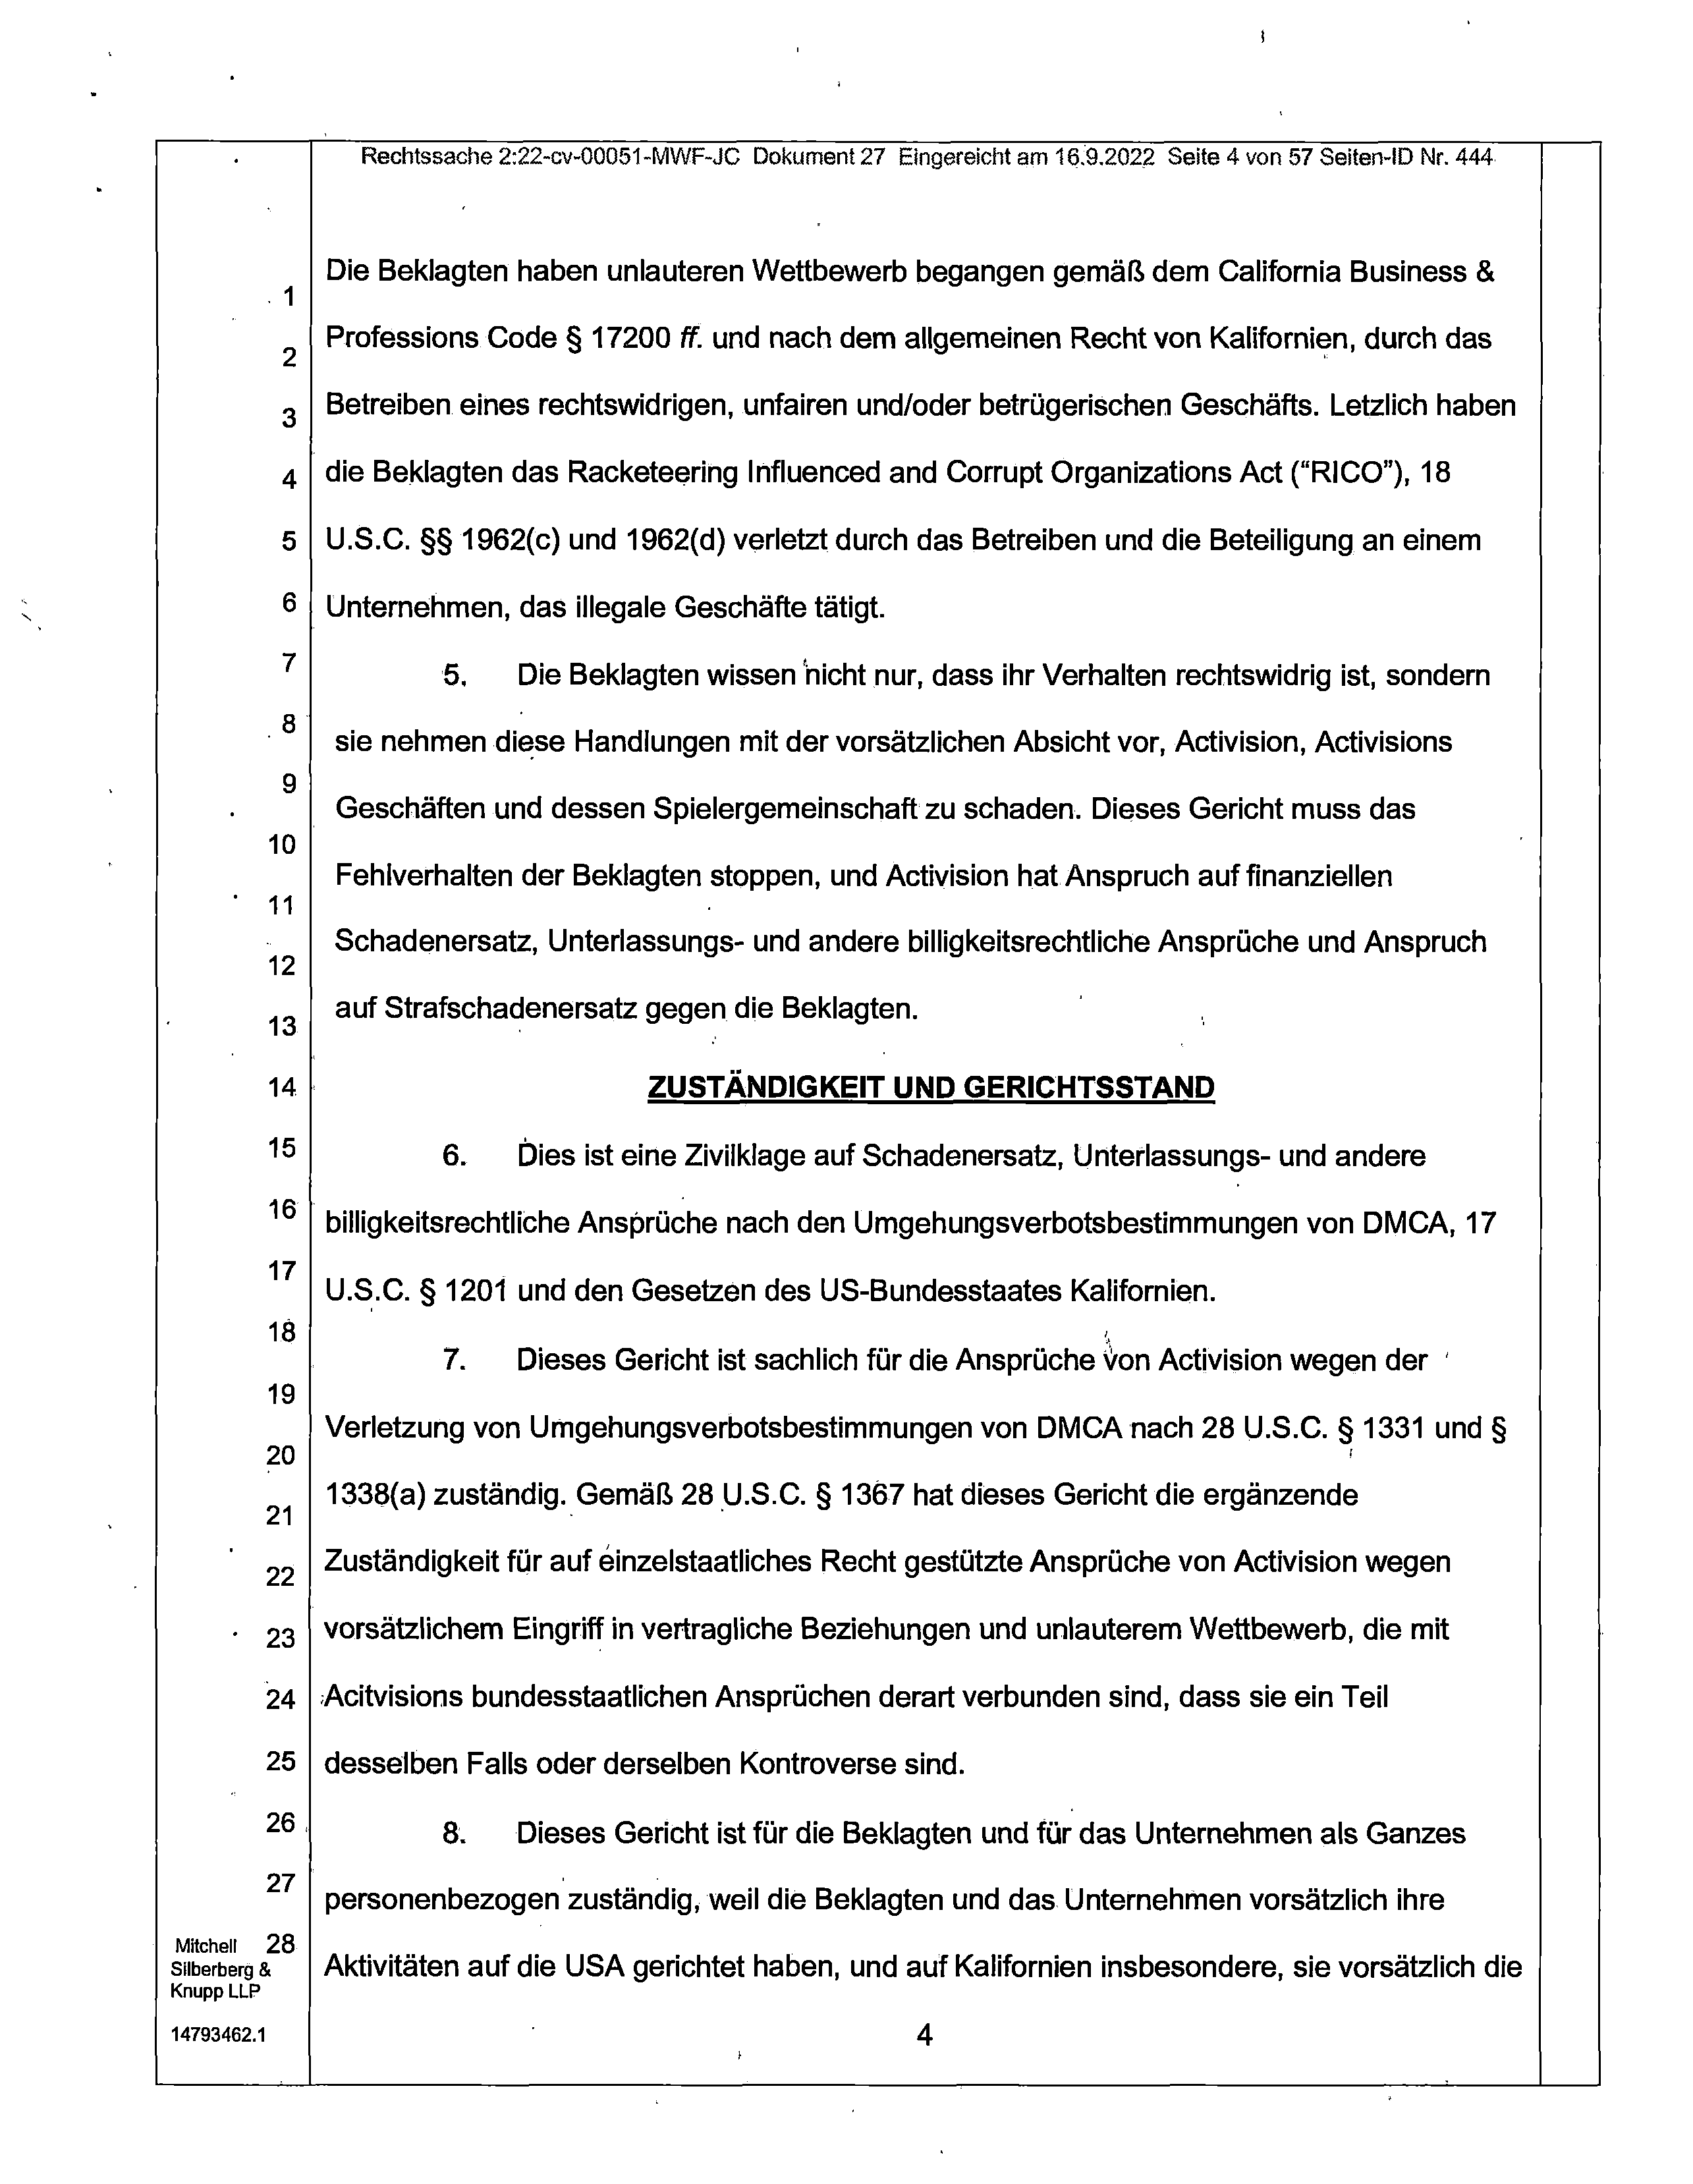 Rechtssache 2:22-cv-00051-MWF-JC Dokument 27 Eingereicht am 16.9.2022 Seite 4 von 57 Seiten-ID Nr. 444
Die Beklagten haben unlauteren Wettbewerb begangen gemäß dem California Business &
1
Professions Code § 17200 ff. und nach dem allgemeinen Recht von Kalifornien, durch das
2
Betreiben eines rechtswidrigen, unfairen und/oder betrügerischen Geschäfts. Letzlich haben
3
die Beklagten das Racketeering Influenced and Corrupt Organizations Act (“RICO”), 18
4
U.S.C. §§ 1962(c) und 1962(d) verletzt durch das Betreiben und die Beteiligung an einem
5
Unternehmen, das illegale Geschäfte tätigt.
6
7
5. Die Beklagten wissen nicht nur, dass ihr Verhalten rechtswidrig ist, sondern
8
sie nehmen diese Handlungen mit der vorsätzlichen Absicht vor, Activision, Activisions
9
Geschäften und dessen Spielergemeinschaft zu schaden. Dieses Gericht muss das
10
Fehlverhalten der Beklagten stoppen, und Activision hat Anspruch auf finanziellen
11
Schadenersatz, Unterlassungs- und andere billigkeitsrechtliche Ansprüche und Anspruch
12
auf Strafschadenersatz gegen die Beklagten.
13
14
ZUSTÄNDIGKEIT UND GERICHTSSTAND
15
6. Dies ist eine Zivilklage auf Schadenersatz, Unterlassungs- und andere
16
billigkeitsrechtliche Ansprüche nach den Umgehungsverbotsbestimmungen von DMCA, 17
17
U.S.C. § 1201 und den Gesetzen des US-Bundesstaates Kalifornien.
18
7. Dieses Gericht ist sachlich für die Ansprüche von Activision wegen der
19
Verletzung von Umgehungsverbotsbestimmungen von DMCA nach 28 U.S.C. § 1331 und §
20
1338(a) zuständig. Gemäß 28 U.S.C. § 1367 hat dieses Gericht die ergänzende
21
Zuständigkeit für auf einzelstaatliches Recht gestützte Ansprüche von Activision wegen
22
vorsätzlichem Eingriff in vertragliche Beziehungen und unlauterem Wettbewerb, die mit
23
Acitvisions bundesstaatlichen Ansprüchen derart verbunden sind, dass sie ein Teil
24
desselben Falls oder derselben Kontroverse sind.
25
26
8. Dieses Gericht ist für die Beklagten und für das Unternehmen als Ganzes
27
personenbezogen zuständig, weil die Beklagten und das Unternehmen vorsätzlich ihre
28
Aktivitäten auf die USA gerichtet haben, und auf Kalifornien insbesondere, sie vorsätzlich die
Mitchell
Silberberg &
Knupp LLP
14793462.1
4